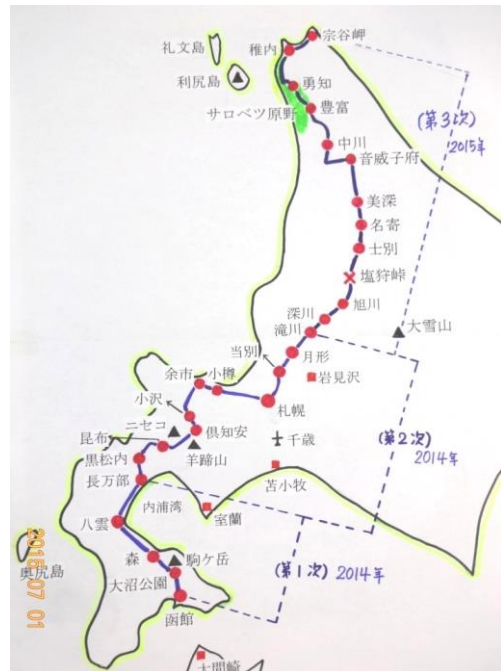 宗谷岬
礼文島
稚内
利尻島
勇知
サロベツ原野
豊富
(第3次)
2015年
中川
音威子府
美深
名寄
士別
塩狩峠
旭川
深川
滝川
大雪山
当別
月形
岩見沢
余市
小樽
小沢
札幌
ニセコ
倶知安
昆布
羊蹄山
千歳
(第2次)
2014年
黒松内
長万部
苫小牧
内浦湾
室蘭
八雲
森
駒ケ岳
奥尻島
大沼公園
(第1次) 2014年
函館
大間崎
2015 07 01